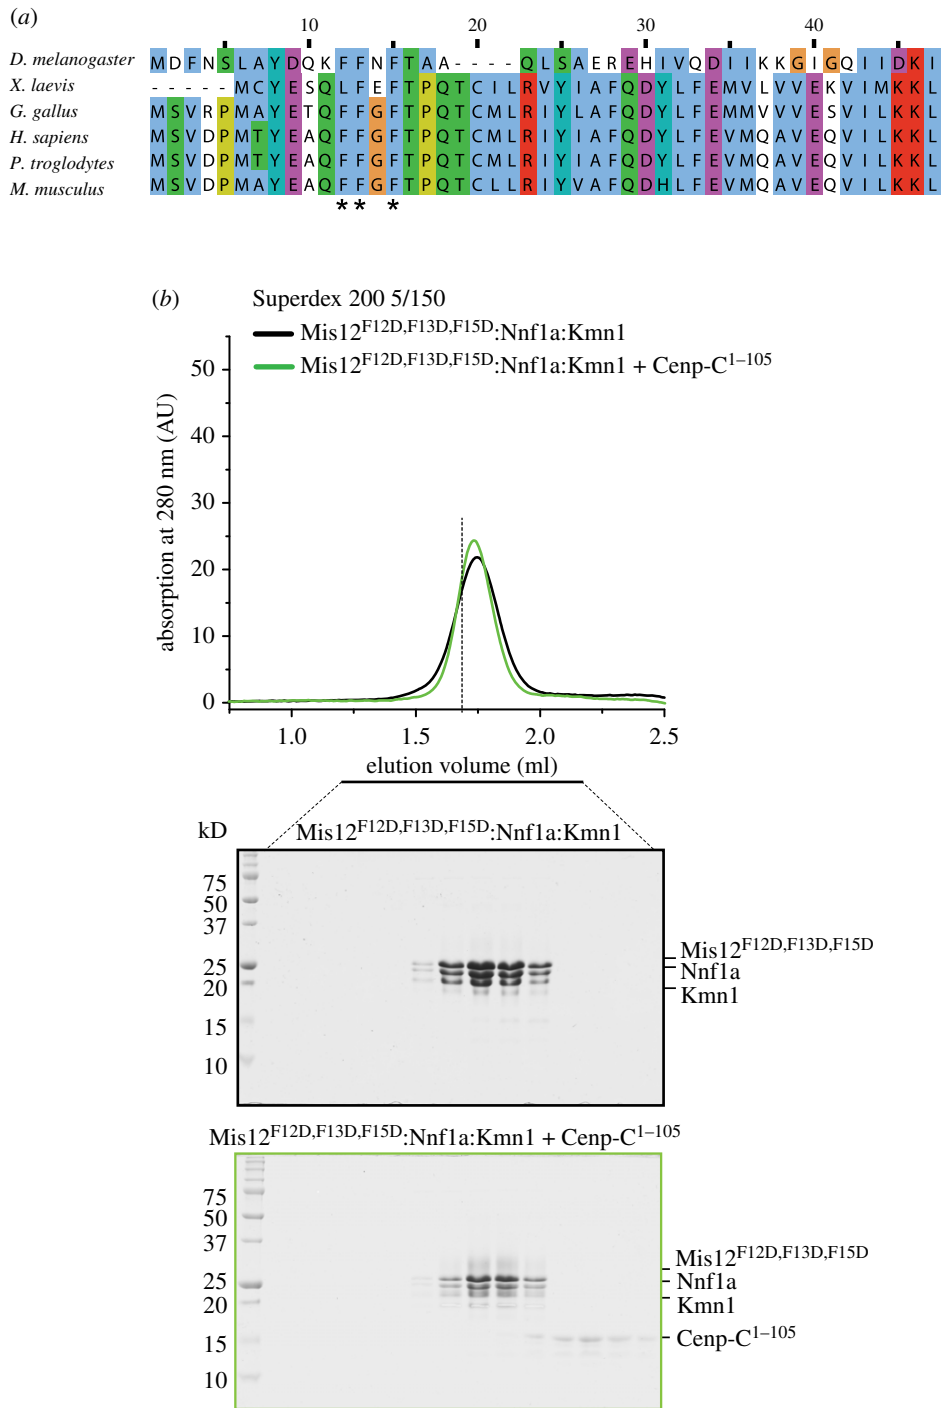 (a)
10 20 30 40
D. melanogaster M D F N S L A Y D Q K F F N F T A A - - - - Q L S A E R E H I V Q D I I K K G I G Q I I D K I
X. laevis - - - - - M C Y E S Q L F E F T P Q T C I L R V Y I A F Q D Y L F E M V L V V E K V I M K K L
G. gallus M S V R P M A Y E T Q F F G F T P Q T C M L R I Y L A F Q D Y L F E V M V V V E S V I L K K L
H. sapiens M S V D P M T Y E A Q F F G F T P Q T C M L R I Y I A F Q D Y L F E V M Q A V E Q V I L K K L
P. troglodytes M S V D P M T Y E A Q F F G F T P Q T C M L R I Y I A F Q D Y L F E V M Q A V E Q V I L K K L
M. musculus M S V D P M A Y E A Q F F G F T P Q T C L L R I Y V A F Q D H L F E V M Q A V E Q V I L K K L
* * *
(b) Superdex 200 5/150
Mis12F12D,F13D,F15D:Nnf1a:Kmn1
Mis12F12D,F13D,F15D:Nnf1a:Kmn1 + Cenp-C1–105
absorption at 280 nm (AU)
50
40
30
20
10
0
1.0 1.5 2.0 2.5
elution volume (ml)
kD Mis12F12D,F13D,F15D:Nnf1a:Kmn1
75
50
37
25
20
15
10
Mis12F12D,F13D,F15D
Nnf1a
Kmn1
Mis12F12D,F13D,F15D:Nnf1a:Kmn1 + Cenp-C1–105
75
50
37
25
20
15
10
Mis12F12D,F13D,F15D
Nnf1a
Kmn1
Cenp-C1–105